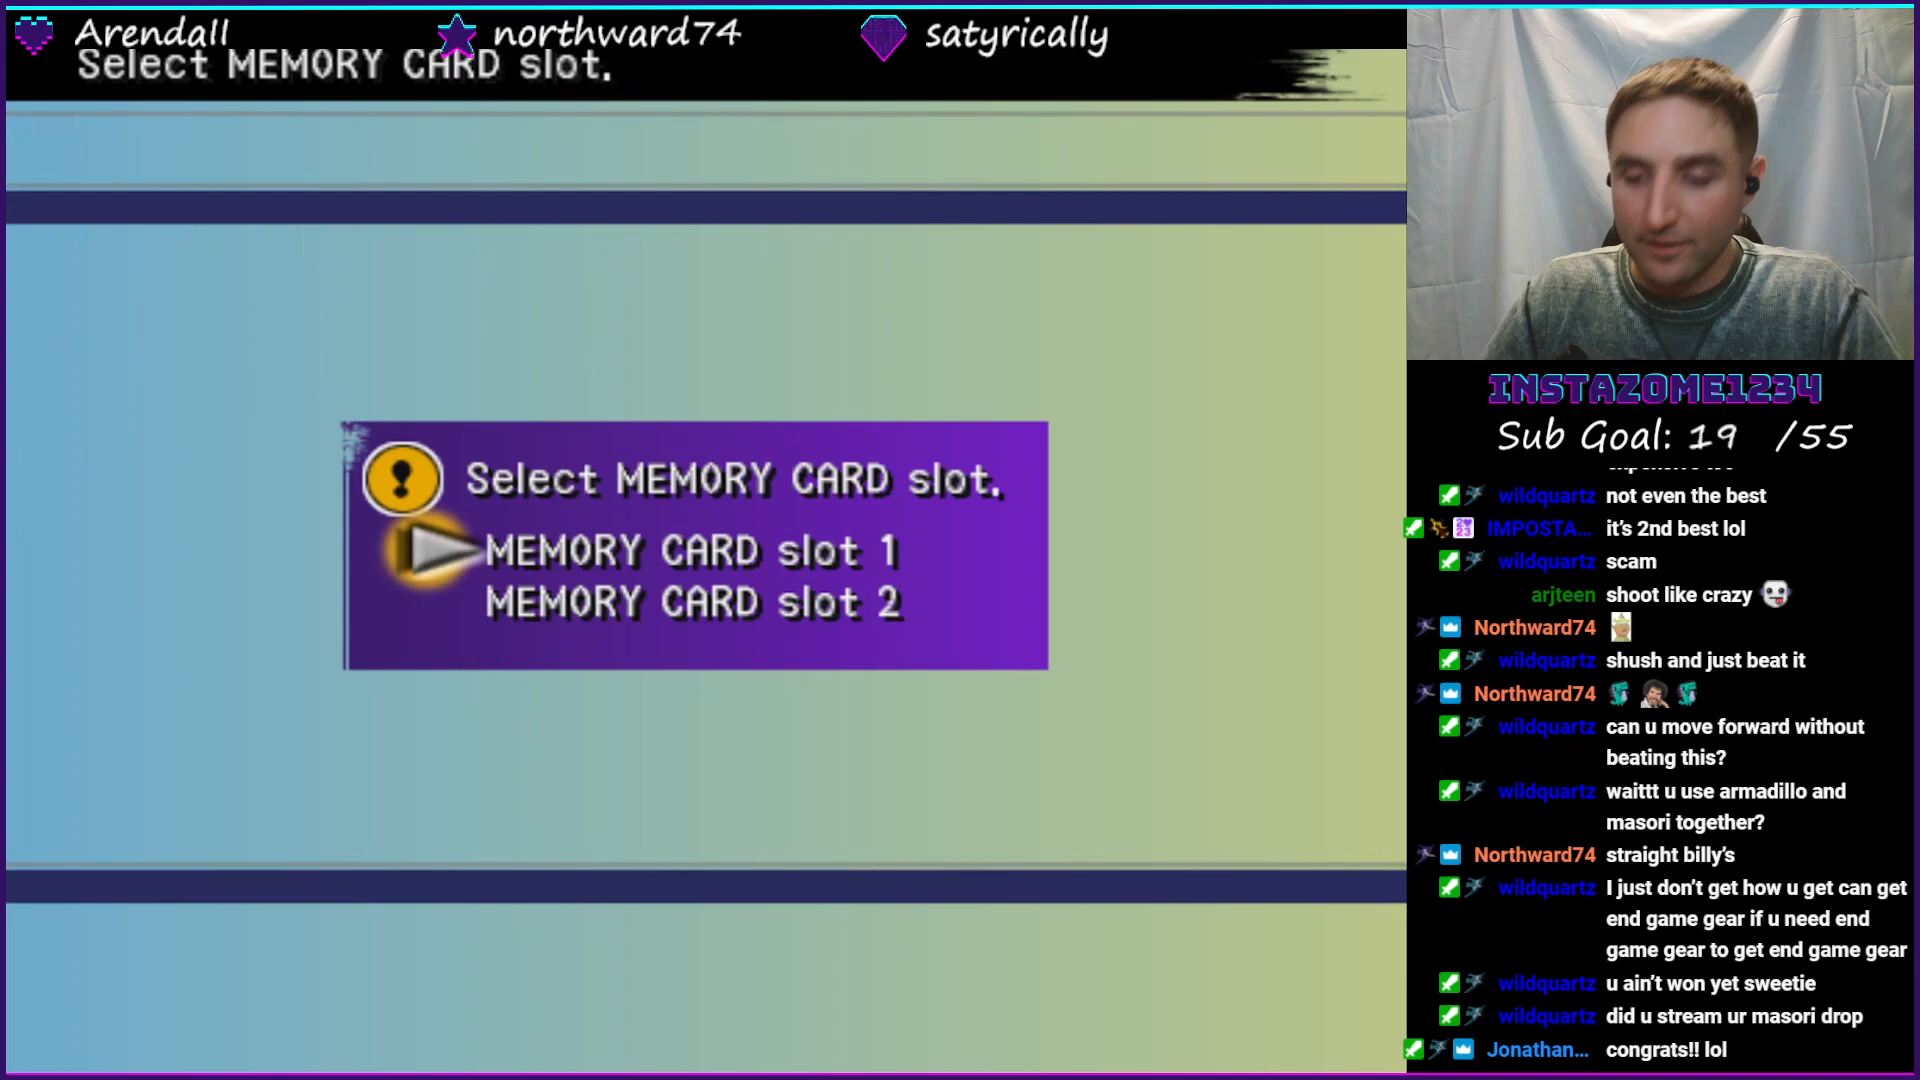 Arendall
northward74
satyrically
Select MEMORY CARD slot.
Select MEMORY CARD slot.
MEMORY CARD slot 1
MEMORY CARD slot 2
INSTAZOME1234
Sub Goal: 19 /55
wildquartz not even the best
IMPOSTA... it's 2nd best lol
wildquartz scam
arjteen shoot like crazy
Northward74
wildquartz shush and just beat it
Northward74
wildquartz can u move forward without
beating this?
wildquartz waittt u use armadillo and
masori together?
Northward74 straight billy's
wildquartz I just don't get how u get can get
end game gear if u need end
game gear to get end game gear
wildquartz u ain't won yet sweetie
wildquartz did u stream ur masori drop
Jonathan... congrats!! lol